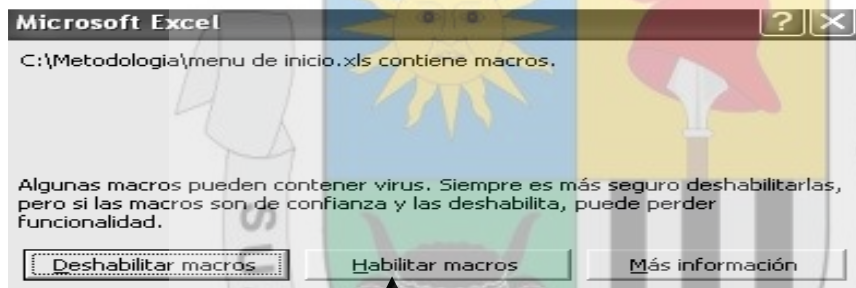 Microsoft Excel
C:\Metodologia\menu de inicio.xls contiene macros.
Algunas macros pueden contener virus. Siempre es más seguro deshabilitarlas,
pero si las macros son de confianza y las deshabilita, puede perder
funcionalidad.
Deshabilitar macros Habilitar macros Más información